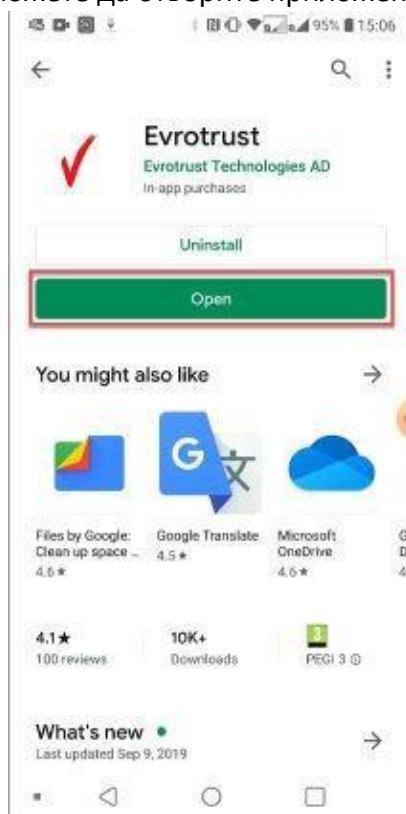 да отворите
95% 15:06
Evrotrust
Evrotrust Technologies AD
In-app purchases
Uninstall
Open
You might also like
Files by Google: Google Translate Microsoft
Clean up space ... 4.5★ OneDrive
4.6★ 4.6★
4.1★ 10K+ 3
100 reviews Downloads PEGI 3
What's new
Last updated Sep 9, 2019